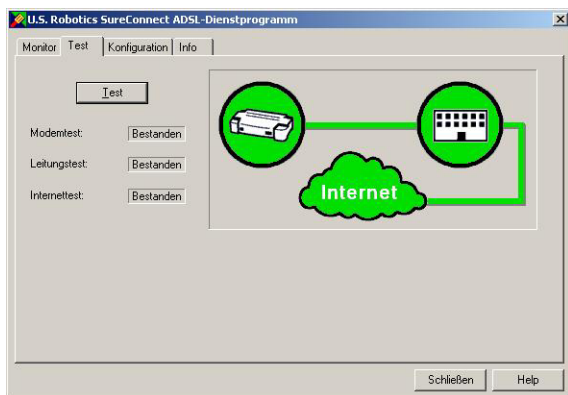 U.S. Robotics SureConnect ADSL-Dienstprogramm
Monitor Test Konfiguration Info
Test
Modemtest: Bestanden
Leitungstest: Bestanden
Internettest: Bestanden
Internet
Schließen Help